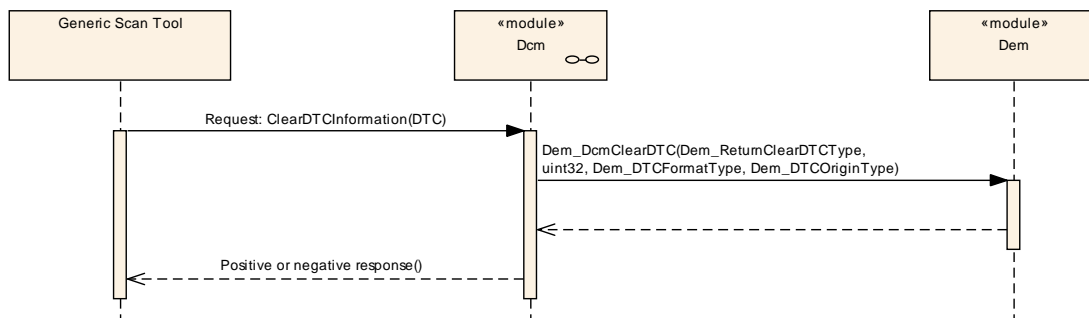 Generic Scan Tool
«module»
Dcm
«module»
Dem
Request: ClearDTCInformation(DTC)
Dem_DcmClearDTC(Dem_ReturnClearDTCType,
uint32, Dem_DTCFormatType, Dem_DTCOriginType)
Positive or negative response()